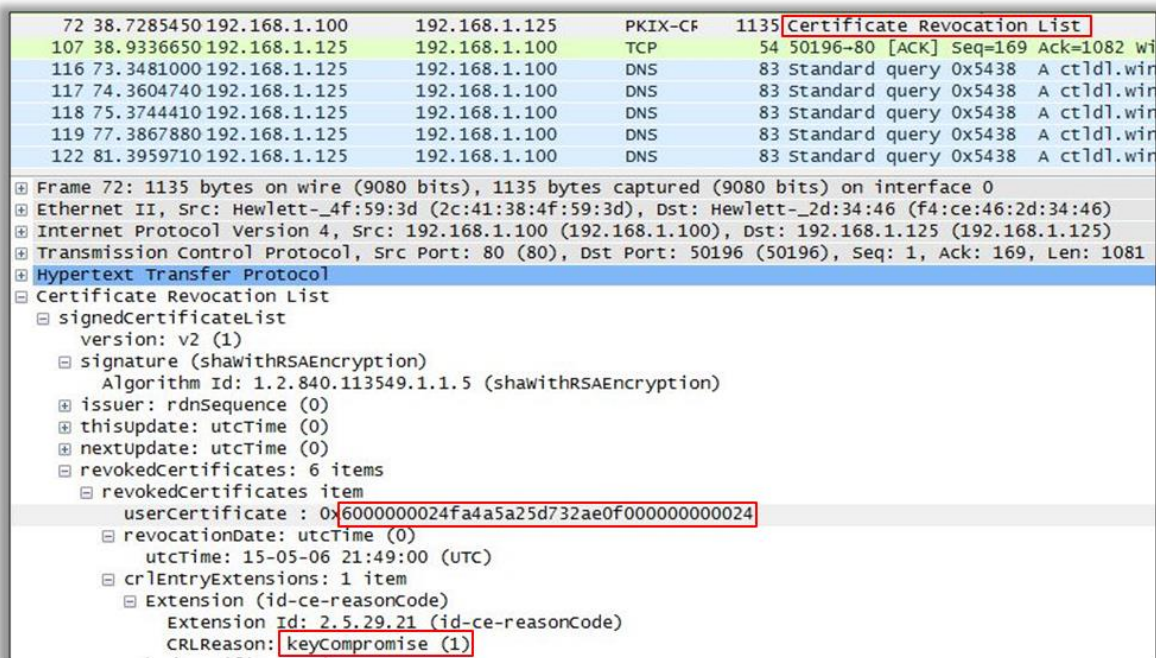 72 38.7285450 192.168.1.100 192.168.1.125 PKIX-CR 1135 Certificate Revocation List
107 38.9336650 192.168.1.125 192.168.1.100 TCP 54 50196→80 [ACK] Seq=169 Ack=1082 Wi
116 73.3481000 192.168.1.125 192.168.1.100 DNS 83 Standard query 0x5438 A ctldl.win
117 74.3604740 192.168.1.125 192.168.1.100 DNS 83 Standard query 0x5438 A ctldl.win
118 75.3744410 192.168.1.125 192.168.1.100 DNS 83 Standard query 0x5438 A ctldl.win
119 77.3867880 192.168.1.125 192.168.1.100 DNS 83 Standard query 0x5438 A ctldl.win
122 81.3959710 192.168.1.125 192.168.1.100 DNS 83 Standard query 0x5438 A ctldl.win
Frame 72: 1135 bytes on wire (9080 bits), 1135 bytes captured (9080 bits) on interface 0
Ethernet II, Src: Hewlett-_4f:59:3d (2c:41:38:4f:59:3d), Dst: Hewlett-_2d:34:46 (f4:ce:46:2d:34:46)
Internet Protocol Version 4, Src: 192.168.1.100 (192.168.1.100), Dst: 192.168.1.125 (192.168.1.125)
Transmission Control Protocol, Src Port: 80 (80), Dst Port: 50196 (50196), Seq: 1, Ack: 169, Len: 1081
Hypertext Transfer Protocol
Certificate Revocation List
signedCertificateList
version: v2 (1)
signature (shaWithRSAEncryption)
Algorithm Id: 1.2.840.113549.1.1.5 (shaWithRSAEncryption)
issuer: rdnSequence (0)
thisUpdate: utcTime (0)
nextUpdate: utcTime (0)
revokedCertificates: 6 items
revokedCertificates item
userCertificate : 0x6000000024fa4a5a25d732ae0f000000000024
revocationDate: utcTime (0)
utcTime: 15-05-06 21:49:00 (UTC)
crlEntryExtensions: 1 item
Extension (id-ce-reasonCode)
Extension Id: 2.5.29.21 (id-ce-reasonCode)
CRLReason: keyCompromise (1)